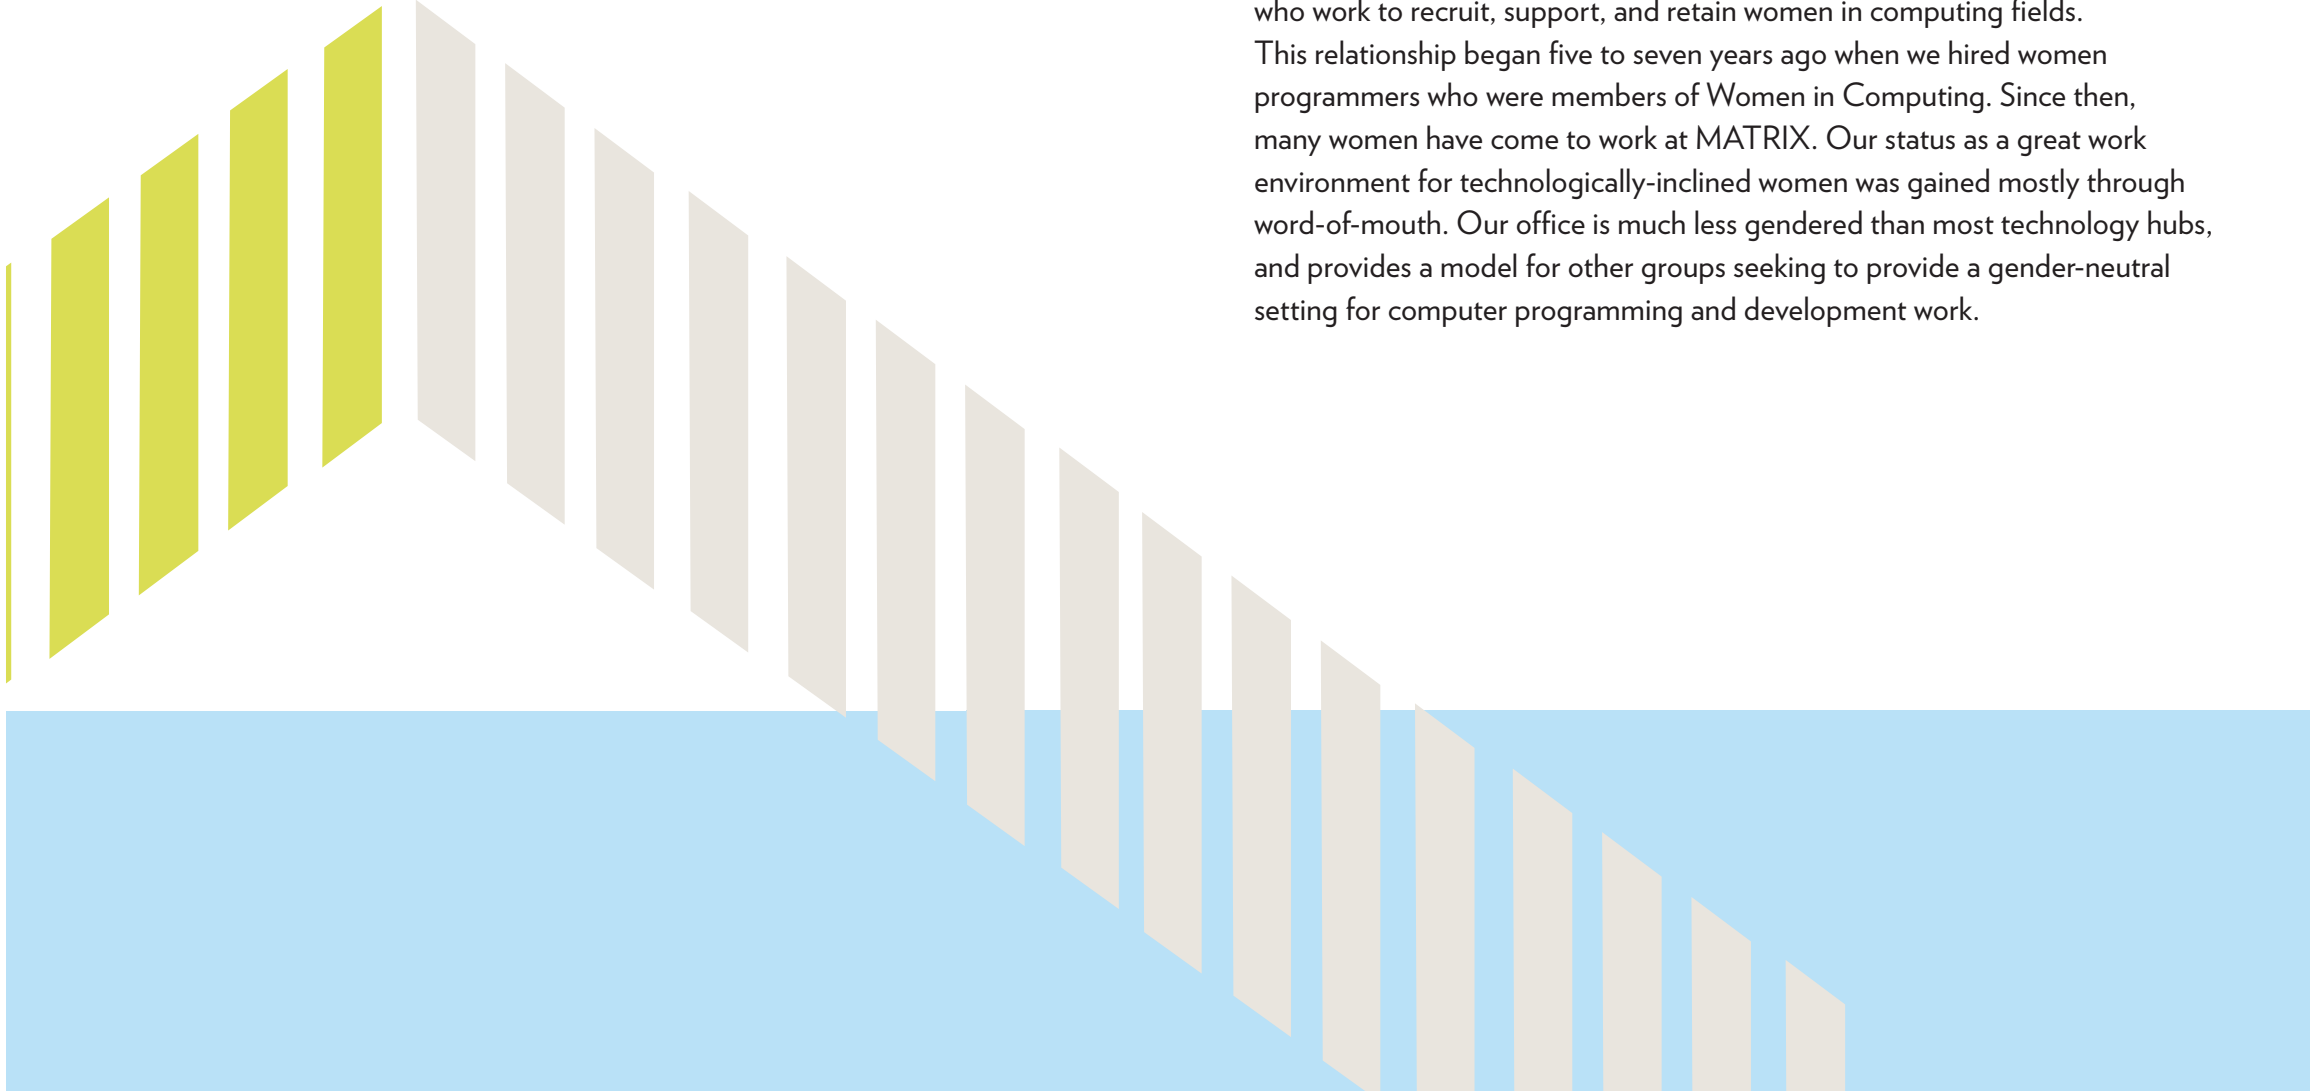 who work to recruit, support, and retain women in computing fields.
This relationship began five to seven years ago when we hired women
programmers who were members of Women in Computing. Since then,
many women have come to work at MATRIX. Our status as a great work
environment for technologically-inclined women was gained mostly through
word-of-mouth. Our office is much less gendered than most technology hubs,
and provides a model for other groups seeking to provide a gender-neutral
setting for computer programming and development work.